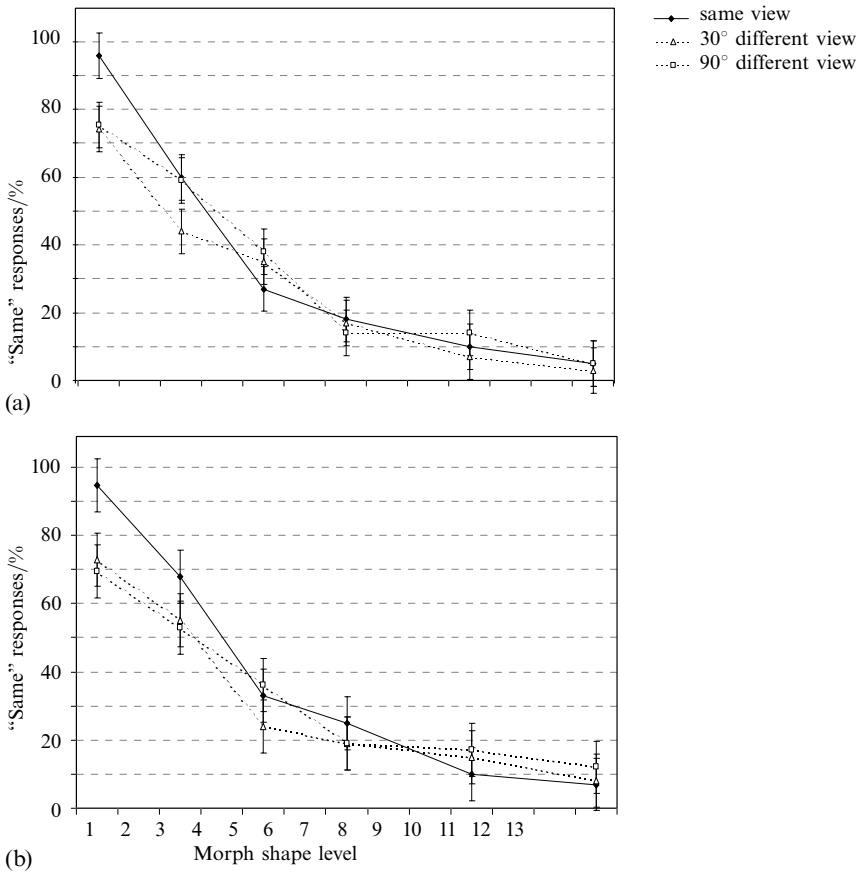 same view
30° different view
90° different view
100
80
60
40
20
0
“Same” responses/%
(a)
100
80
60
40
20
0
“Same” responses/%
1 2 3 4 5 6 8 9 10 11 12 13
Morph shape level
(b)